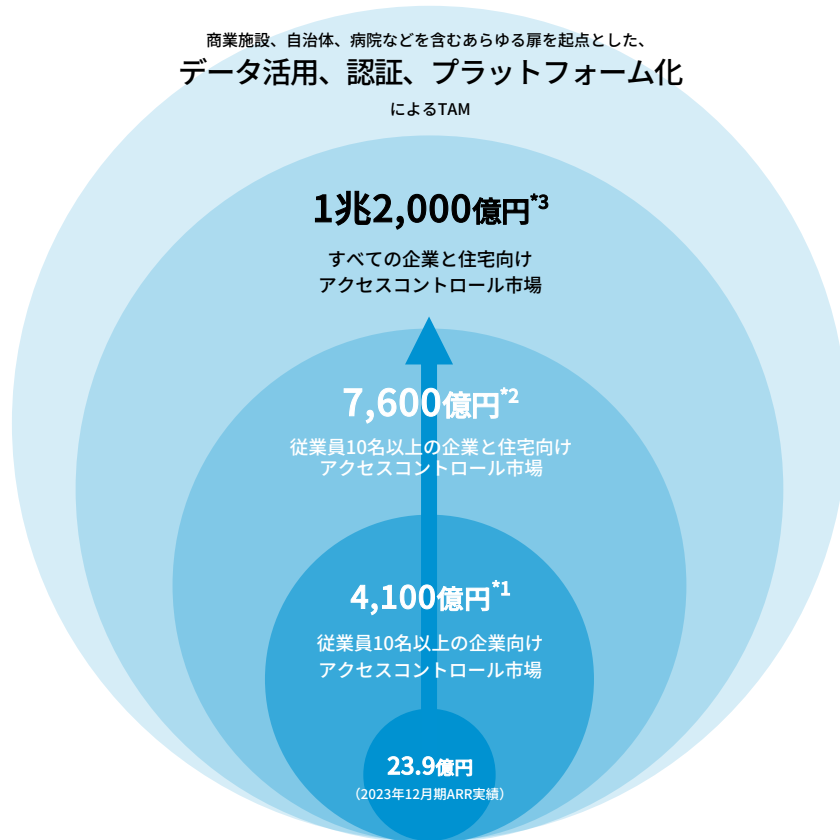 商業施設、自治体、病院などを含むあらゆる扉を起点とした、
データ活用、認証、プラットフォーム化
によるTAM
1兆2,000億円*3
すべての企業と住宅向け
アクセスコントロール市場
7,600億円*2
従業員10名以上の企業と住宅向け
アクセスコントロール市場
4,100億円*1
従業員10名以上の企業向け
アクセスコントロール市場
23.9億円
（2023年12月期ARR実績）